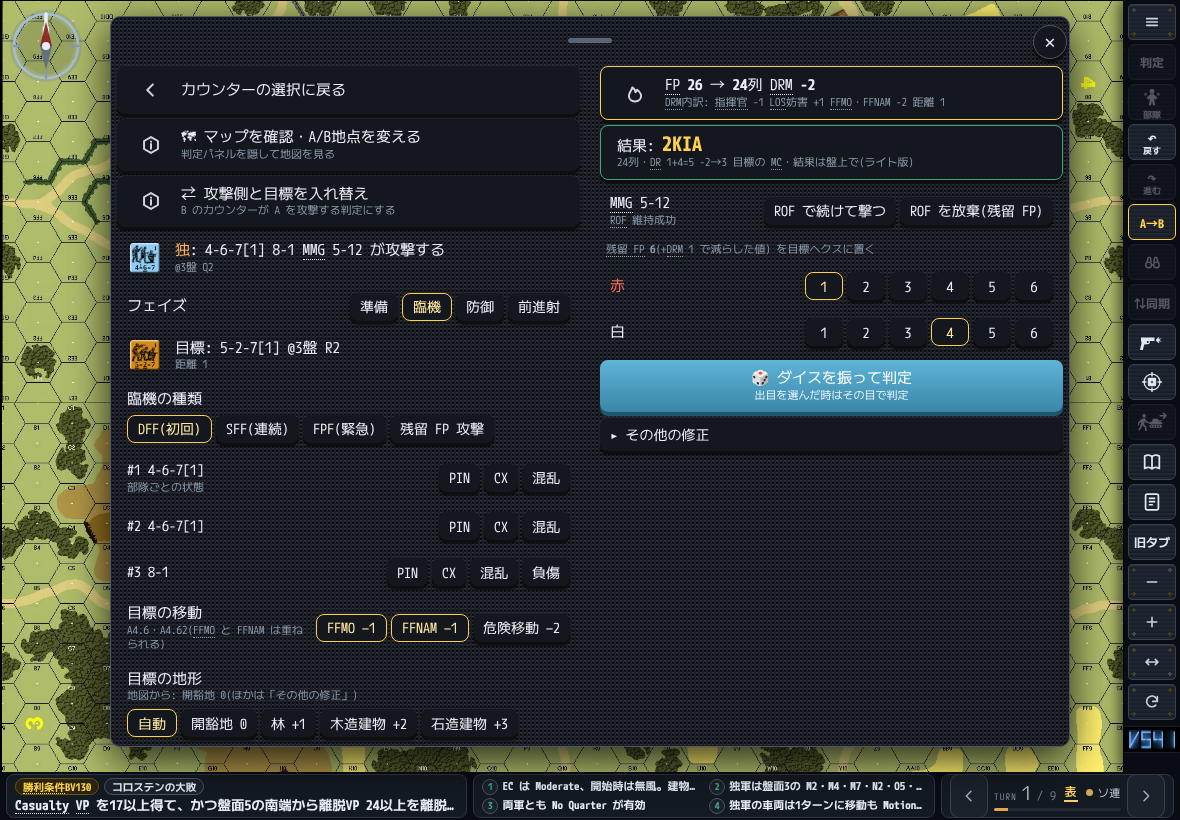 カウンターの選択に戻る
🗺 マップを確認・A/B地点を変える
判定パネルを隠して地図を見る
⇄ 攻撃側と目標を入れ替え
B のカウンターが A を攻撃する判定にする
独: 4-6-7[1] 8-1 MMG 5-12 が攻撃する
@3盤 Q2
フェイズ
準備 臨機 防御 前進射
目標: 5-2-7[1] @3盤 R2
距離 1
臨機の種類
DFF(初回) SFF(連続) FPF(緊急) 残留 FP 攻撃
#1 4-6-7[1]
部隊ごとの状態
PIN CX 混乱
#2 4-6-7[1]
PIN CX 混乱
#3 8-1
PIN CX 混乱 負傷
目標の移動
A4.6・A4.62(FFMO と FFNAM は重ね
られる)
FFMO −1 FFNAM −1 危険移動 −2
目標の地形
地図から: 開豁地 0(ほかは「その他の修正」)
自動 開豁地 0 林 +1 木造建物 +2 石造建物 +3
FP 26 → 24列 DRM -2
DRM内訳: 指揮官 -1 LOS妨害 +1 FFMO・FFNAM -2 距離 1
結果: 2KIA
24列・DR 1+4=5 -2→3 目標の MC・結果は盤上で(ライト版)
MMG 5-12
ROF 維持成功
ROF で続けて撃つ ROF を放棄(残留 FP)
残留 FP 6(+DRM 1 で減らした値) を目標ヘクスに置く
赤 1 2 3 4 5 6
白 1 2 3 4 5 6
🎲 ダイスを振って判定
出目を選んだ時はその目で判定
▸ その他の修正
判定
部隊
戻す
進む
A→B
⇅同期
旧タブ
VS41
3
4
勝利条件BV130 コロステンの大敗
Casualty VP を17以上得て、かつ盤面5の南端から離脱VP 24以上を離脱…
1 EC は Moderate、開始時は無風。建物…
2 独軍は盤面3の M2・M4・M7・N2・O5・…
3 両軍とも No Quarter が有効
4 独軍の車両は1ターンに移動も Motion…
TURN 1 / 9 表 ソ連